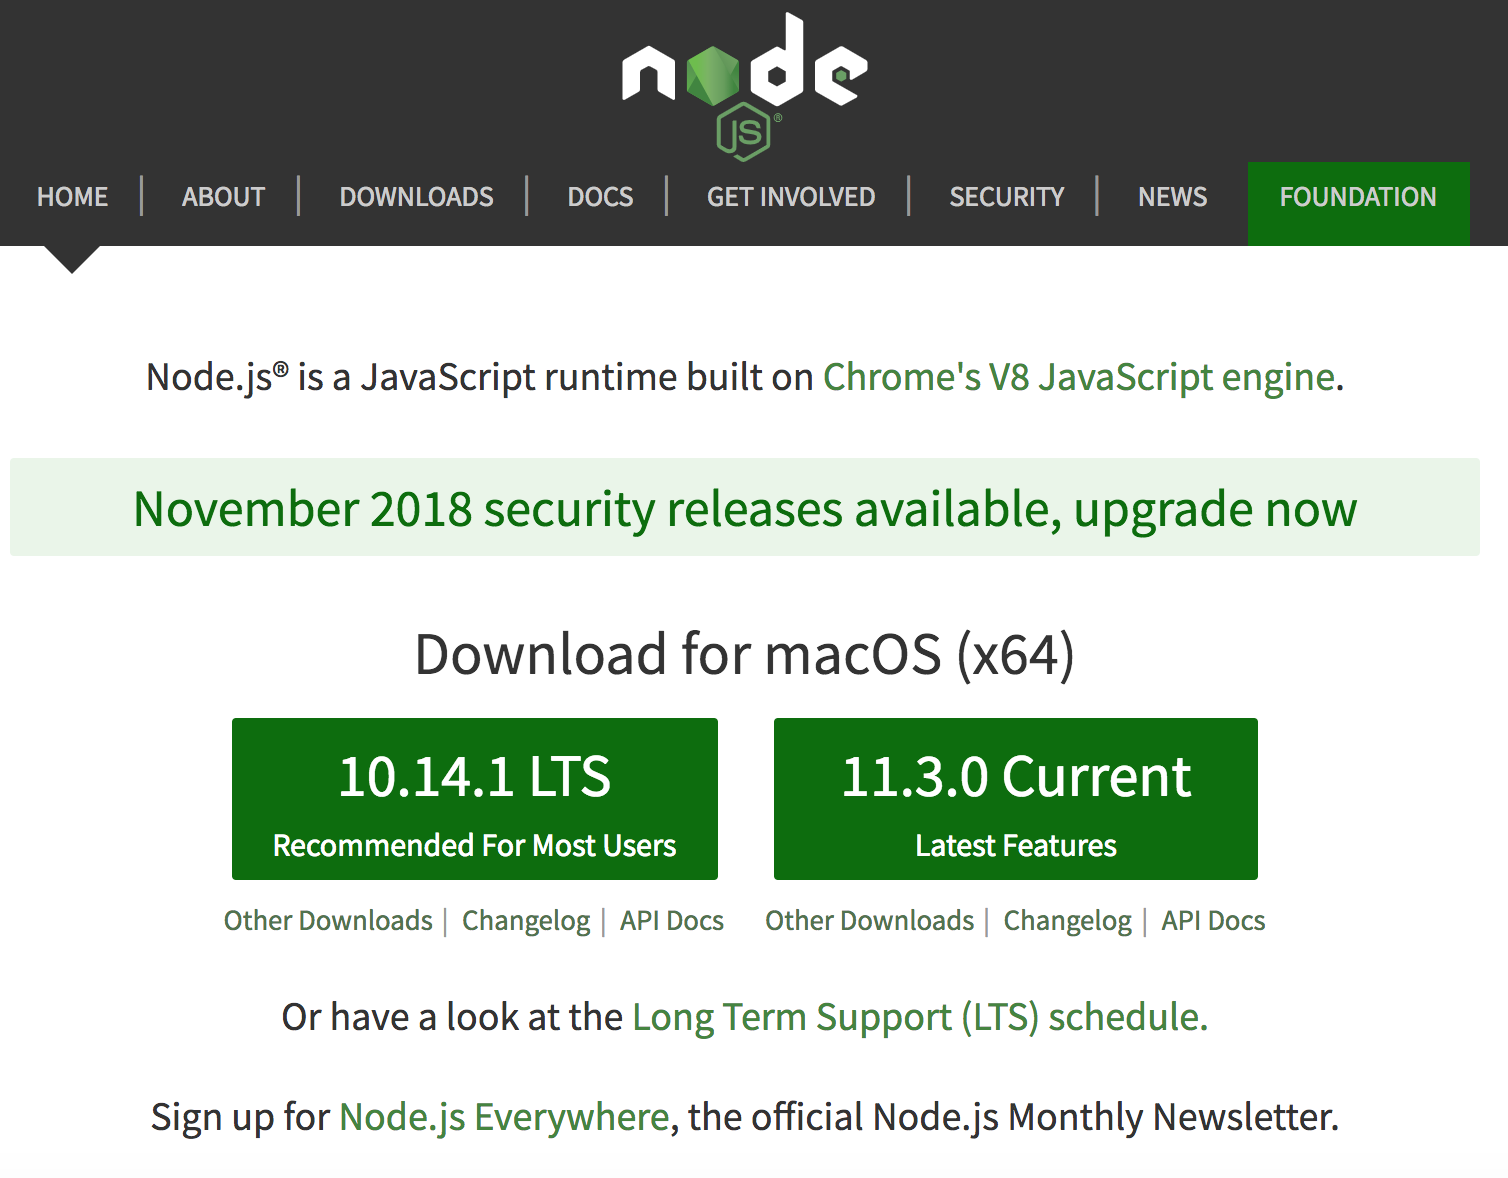 node
JS®
HOME | ABOUT | DOWNLOADS | DOCS | GET INVOLVED | SECURITY | NEWS FOUNDATION
Node.js® is a JavaScript runtime built on Chrome's V8 JavaScript engine.
November 2018 security releases available, upgrade now
Download for macOS (x64)
10.14.1 LTS
Recommended For Most Users
11.3.0 Current
Latest Features
Other Downloads | Changelog | API Docs
Other Downloads | Changelog | API Docs
Or have a look at the Long Term Support (LTS) schedule.
Sign up for Node.js Everywhere, the official Node.js Monthly Newsletter.